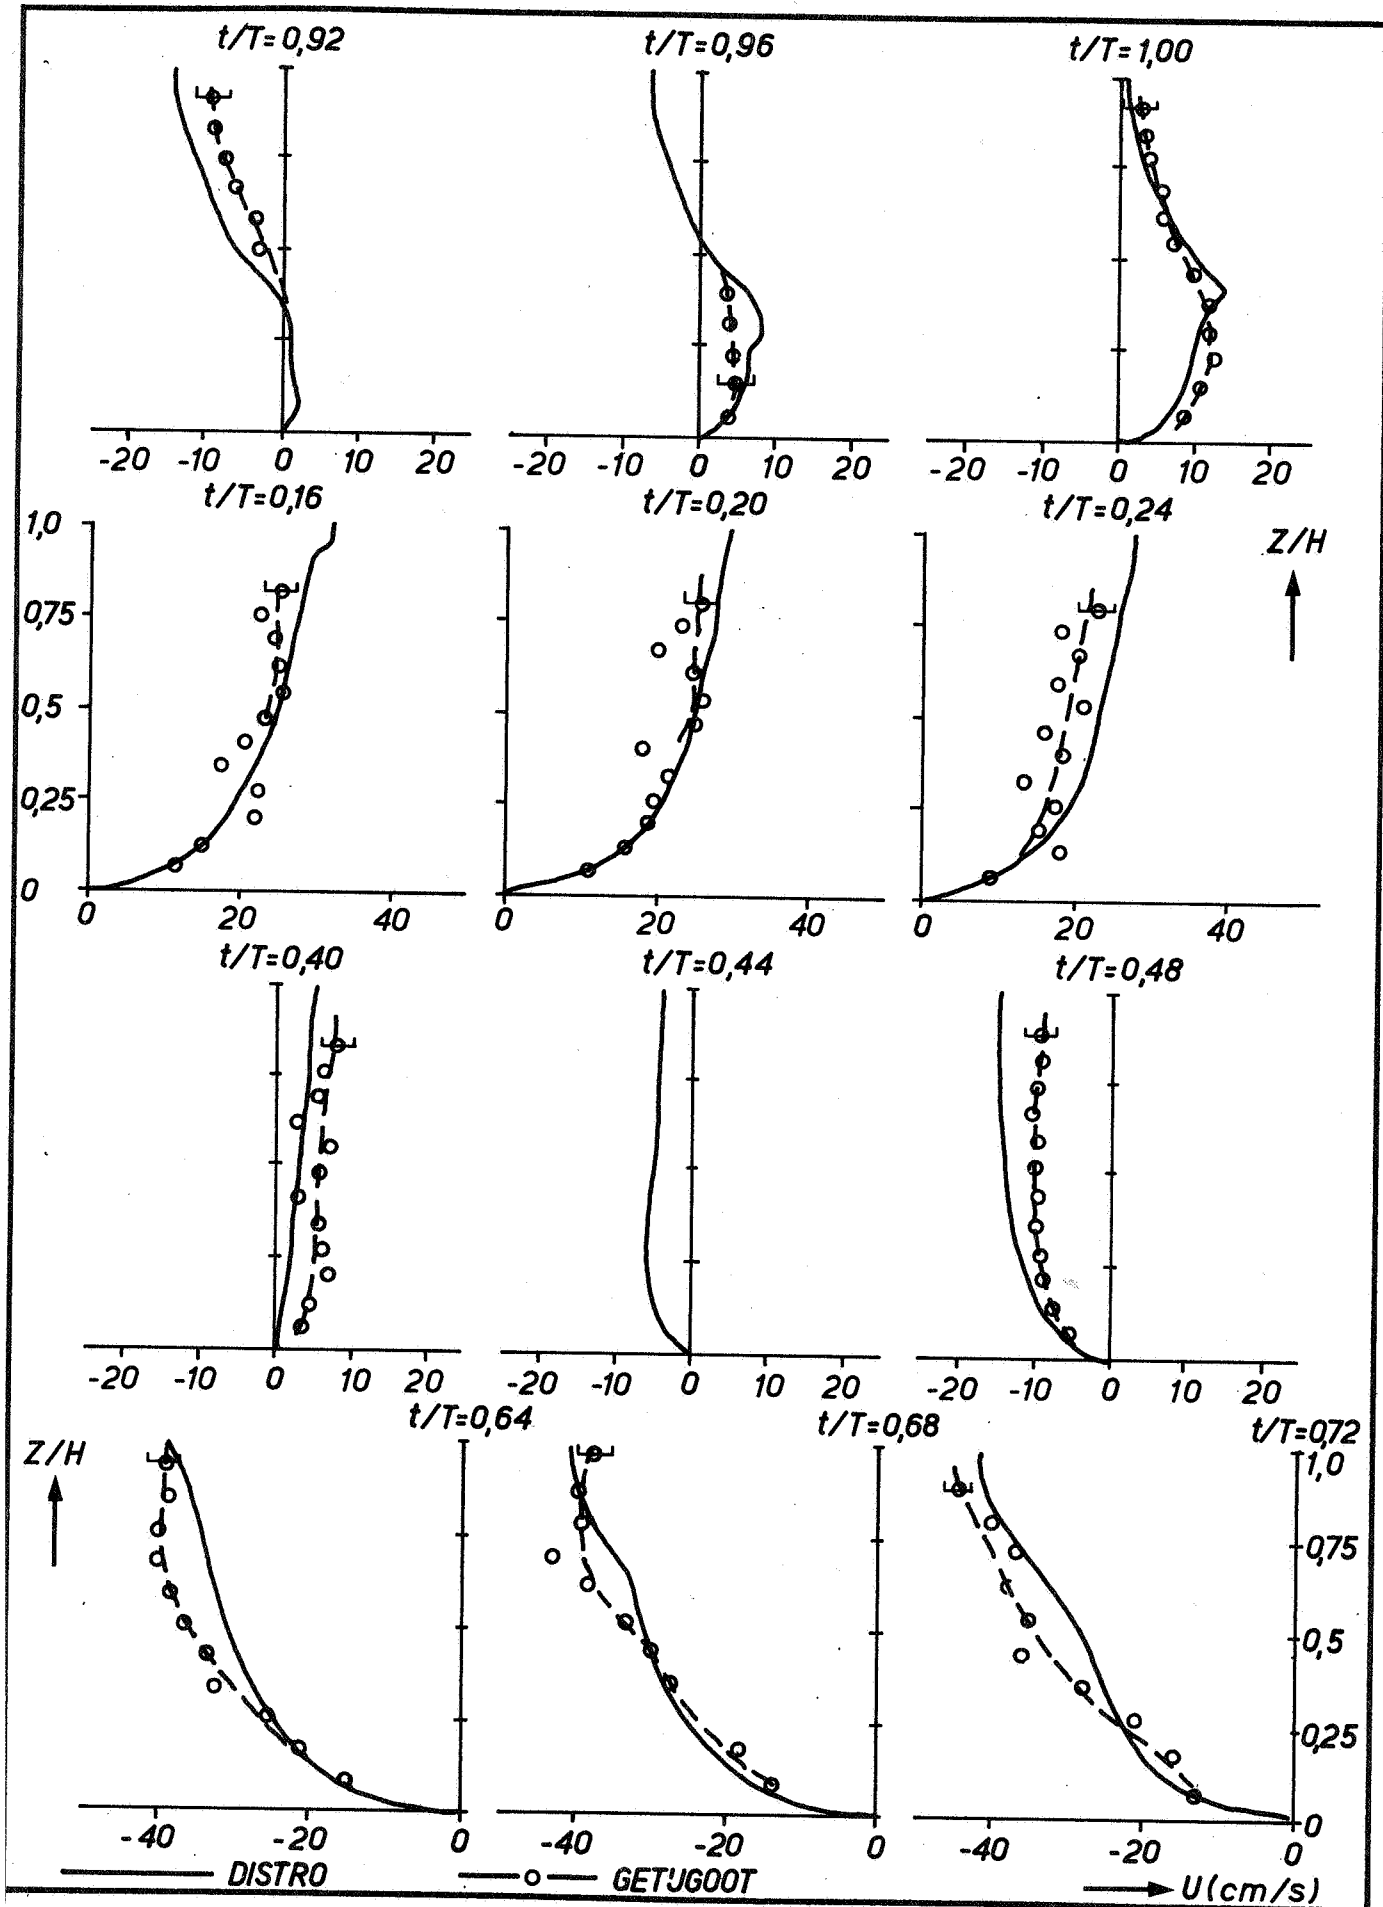 t/T=0,92 t/T=0,96 t/T=1,00
-20 -10 0 10 20 -20 -10 0 10 20 -20 -10 0 10 20
t/T=0,16 t/T=0,20 t/T=0,24
1,0
Z/H
0,75
0,5
0,25
0
0 20 40 0 20 40 0 20 40
t/T=0,40 t/T=0,44 t/T=0,48
-20 -10 0 10 20 -20 -10 0 10 20 -20 -10 0 10 20
t/T=0,64 t/T=0,68 t/T=0,72
Z/H
1,0
0,75
0,5
0,25
0
-40 -20 0 -40 -20 0 -40 -20 0
DISTRO GETIJGOOT U(cm/s)